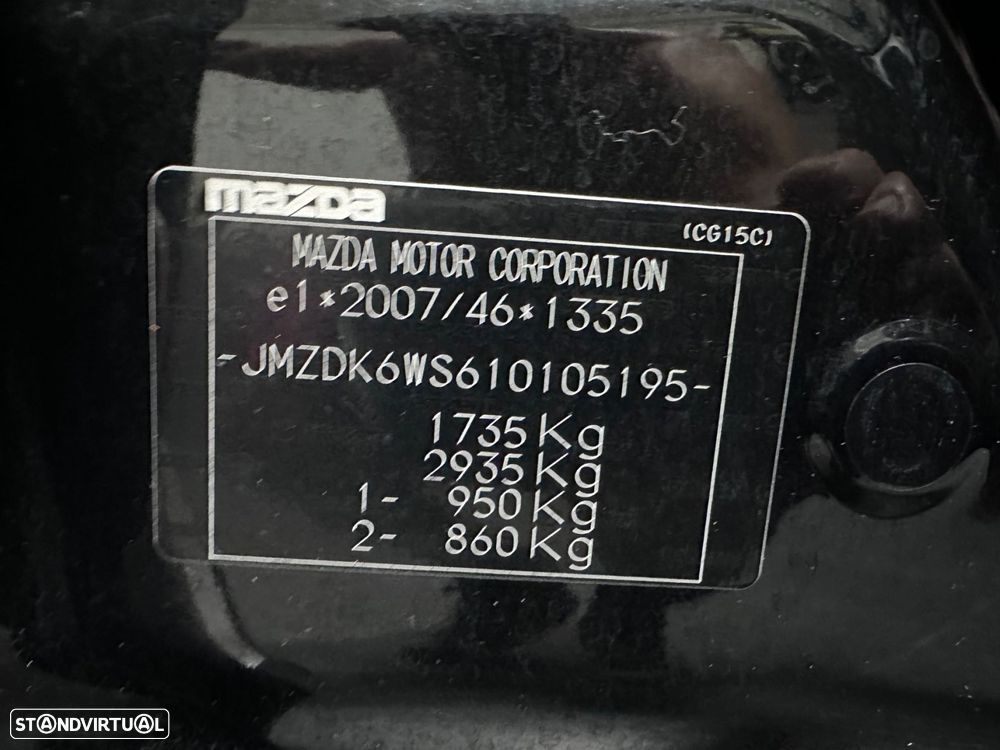 mazda
(CG15C)
MAZDA MOTOR CORPORATION
e1*2007/46*1335
-JMZDK6WS610105195-
1735Kg
2935Kg
1- 950Kg
2- 860Kg
STANDVIRTUAL